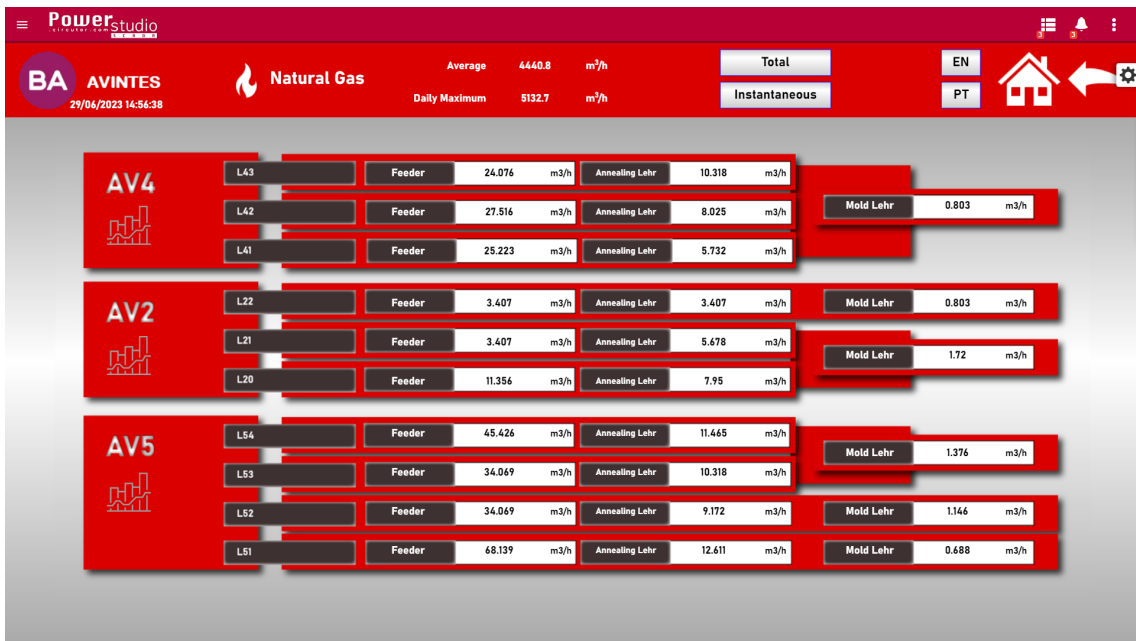 Powerstudio
.circutor.com SCADA
3 3
BA AVINTES
29/06/2023 14:56:38
Natural Gas
Average 4440.8 m³/h
Daily Maximum 5132.7 m³/h
Total
Instantaneous
EN
PT
AV4
L43 Feeder 24.076 m3/h Annealing Lehr 10.318 m3/h
L42 Feeder 27.516 m3/h Annealing Lehr 8.025 m3/h
Mold Lehr 0.803 m3/h
L41 Feeder 25.223 m3/h Annealing Lehr 5.732 m3/h
AV2
L22 Feeder 3.407 m3/h Annealing Lehr 3.407 m3/h Mold Lehr 0.803 m3/h
L21 Feeder 3.407 m3/h Annealing Lehr 5.678 m3/h
Mold Lehr 1.72 m3/h
L20 Feeder 11.356 m3/h Annealing Lehr 7.95 m3/h
AV5
L54 Feeder 45.426 m3/h Annealing Lehr 11.465 m3/h
Mold Lehr 1.376 m3/h
L53 Feeder 34.069 m3/h Annealing Lehr 10.318 m3/h
L52 Feeder 34.069 m3/h Annealing Lehr 9.172 m3/h Mold Lehr 1.146 m3/h
L51 Feeder 68.139 m3/h Annealing Lehr 12.611 m3/h Mold Lehr 0.688 m3/h